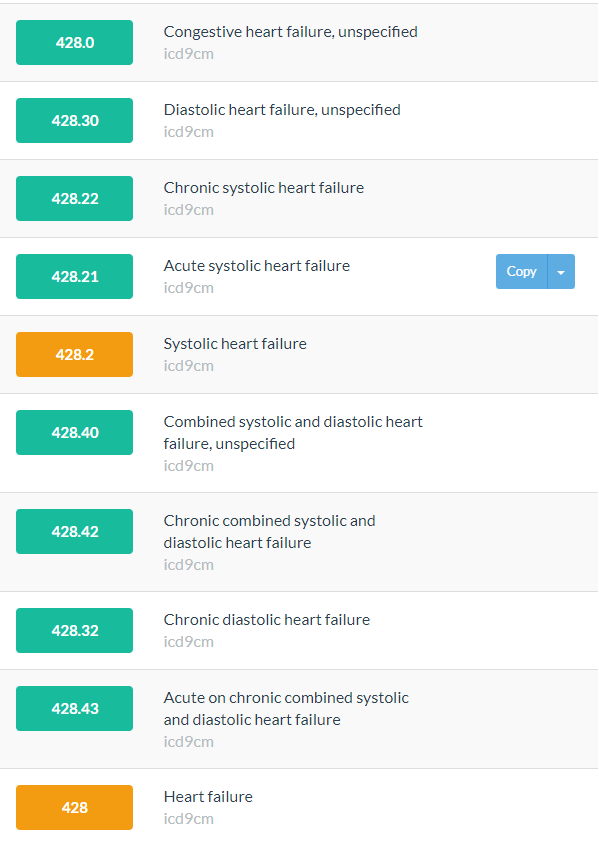 428.0
Congestive heart failure, unspecified
icd9cm
428.30
Diastolic heart failure, unspecified
icd9cm
428.22
Chronic systolic heart failure
icd9cm
428.21
Acute systolic heart failure
icd9cm
Copy
428.2
Systolic heart failure
icd9cm
428.40
Combined systolic and diastolic heart
failure, unspecified
icd9cm
428.42
Chronic combined systolic and
diastolic heart failure
icd9cm
428.32
Chronic diastolic heart failure
icd9cm
428.43
Acute on chronic combined systolic
and diastolic heart failure
icd9cm
428
Heart failure
icd9cm